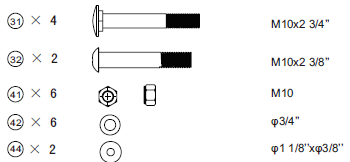 31 × 4 M10x2 3/4"
32 × 2 M10x2 3/8"
41 × 6 M10
42 × 6 φ3/4"
44 × 2 φ1 1/8"xφ3/8"